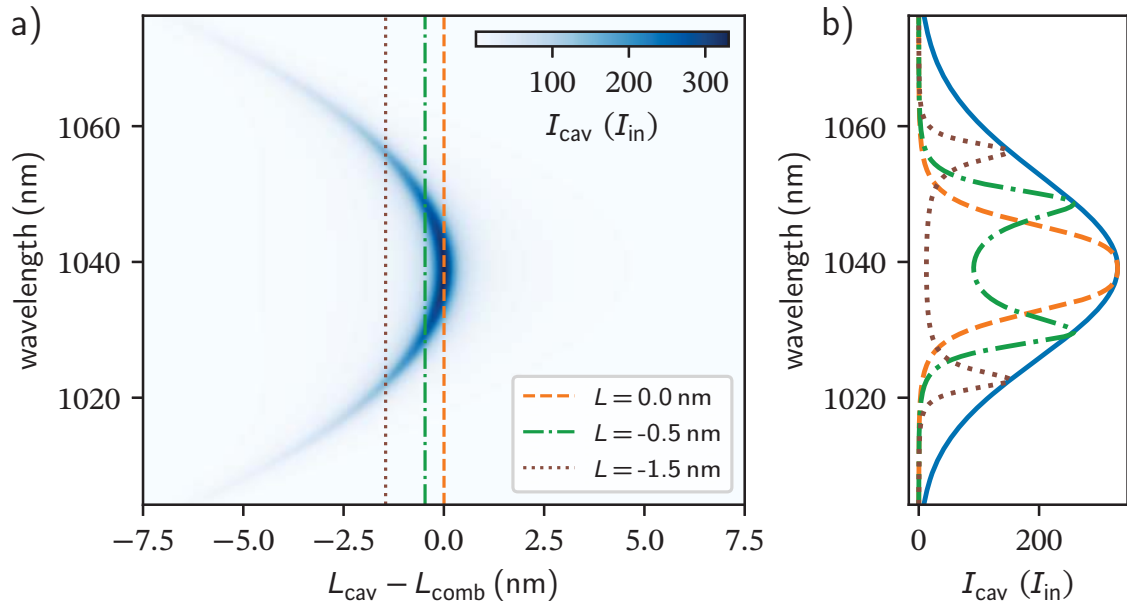 a)
b)
100 200 300
I_cav (I_in)
wavelength (nm)
1060
1040
1020
L = 0.0 nm
L = -0.5 nm
L = -1.5 nm
−7.5 −5.0 −2.5 0.0 2.5 5.0 7.5
L_cav − L_comb (nm)
wavelength (nm)
1060
1040
1020
0 200
I_cav (I_in)